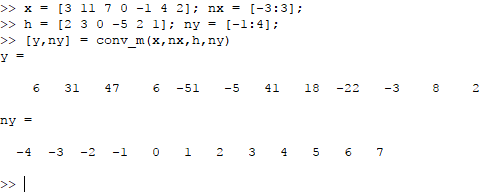 >> x = [3 11 7 0 -1 4 2]; nx = [-3:3];
>> h = [2 3 0 -5 2 1]; ny = [-1:4];
>> [y,ny] = conv_m(x,nx,h,ny)
y =
6 31 47 6 -51 -5 41 18 -22 -3 8 2
ny =
-4 -3 -2 -1 0 1 2 3 4 5 6 7
>>